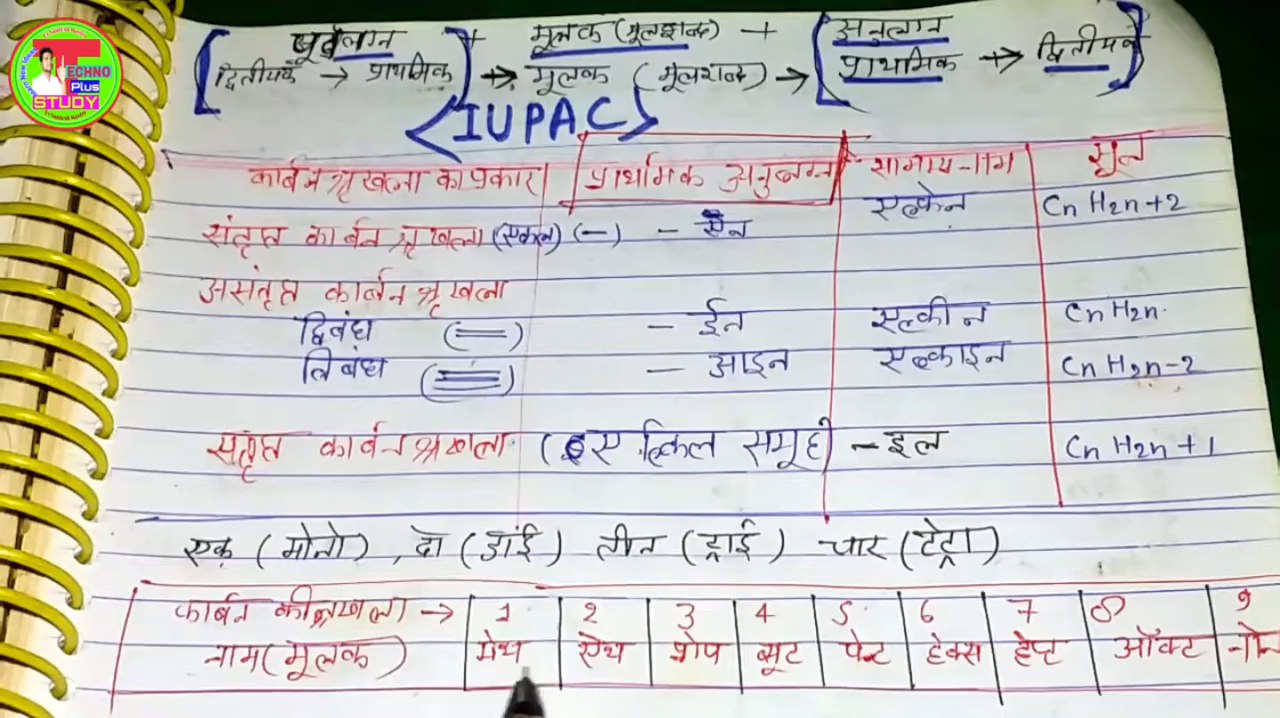 [ पूर्वलग्न ] + मूलक (मूलशब्द) + [ अनुलग्न
द्वितीयक → प्राथमिक → मूलक (मूलशब्द) → प्राथमिक → द्वितीयक ]
TECHNO
Plus
STUDY
<IUPAC>
कार्बन श्रृखला का प्रकार प्राथमिक अनुलग्न सामान्य-नाम सूत्र
संतृप्त कार्बन श्रृखला (एकल) (—) - ऐन एल्केन CnH2n+2
असंतृप्त कार्बन श्रृखला
द्विबंध (=) - ईन एल्कीन CnH2n
त्रिबंध (≡) - आइन एल्काइन CnH2n-2
संतृप्त कार्बन श्रृखला (एल्किल समूह) - इल CnH2n+1
एक (मोनो), दो (डाई) तीन (ट्राई) चार (टेट्रा)
कार्बन की श्रृखला → 1 2 3 4 5 6 7 8 9
नाम (मूलक) मेथ ऐथ प्रोप ब्यूट पेन्ट हेक्स हेप्ट ऑक्ट नोन